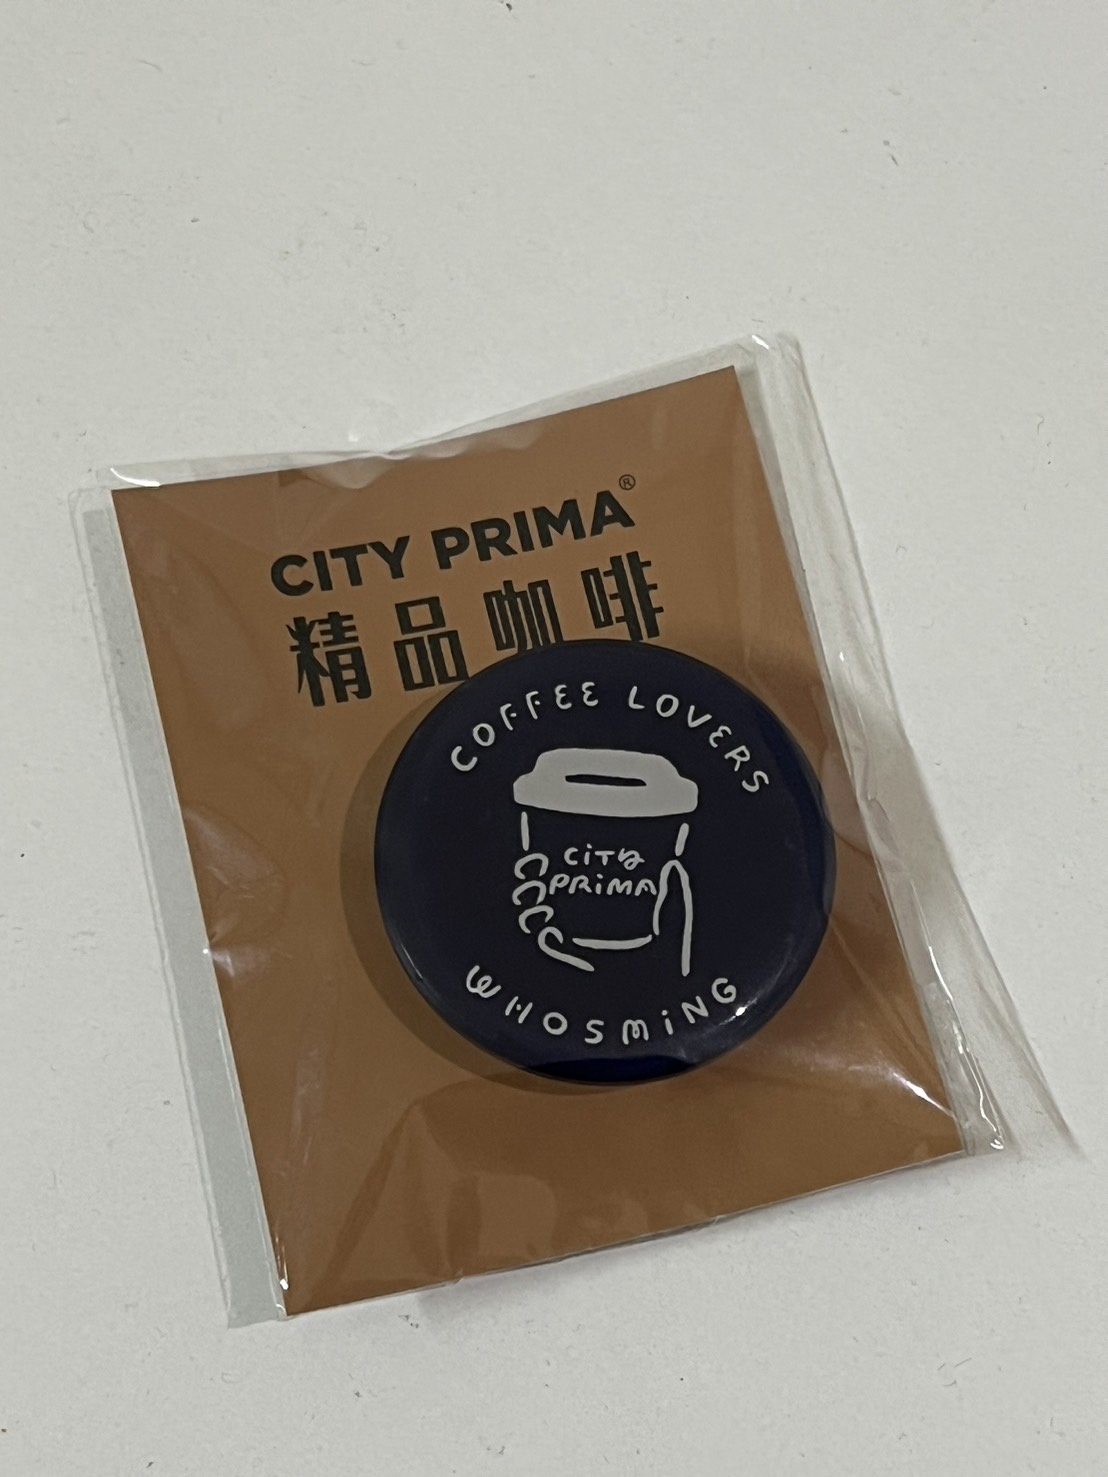 CITY PRIMA®
精品咖啡
COFFEE LOVERS
CiTY
PRiMA
WHOSMiNG